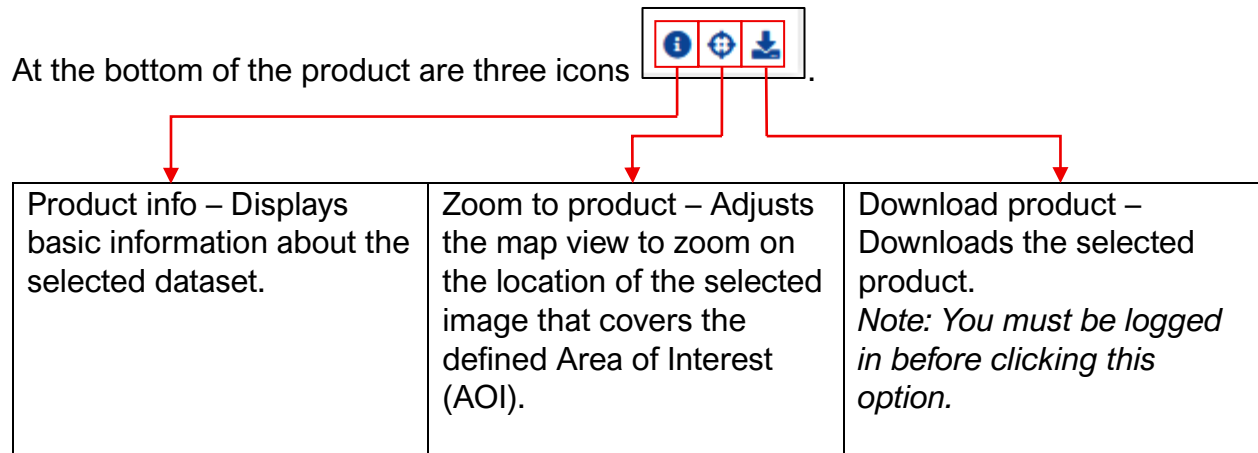 At the bottom of the product are three icons .
Product info – Displays
basic information about the
selected dataset.
Zoom to product – Adjusts
the map view to zoom on
the location of the selected
image that covers the
defined Area of Interest
(AOI).
Download product –
Downloads the selected
product.
Note: You must be logged
in before clicking this
option.